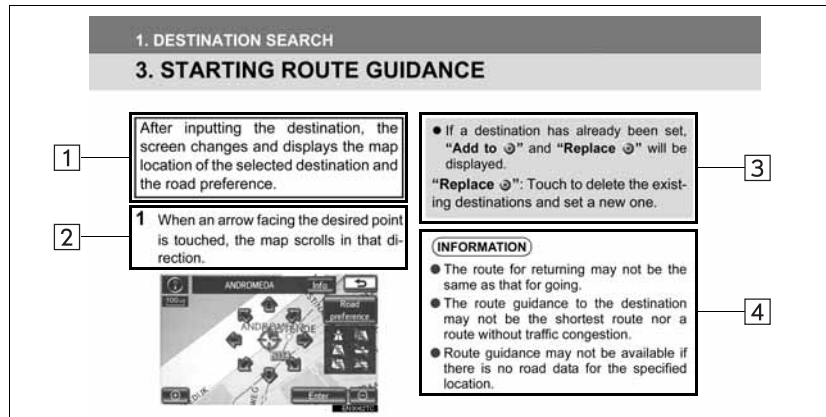 1. DESTINATION SEARCH
3. STARTING ROUTE GUIDANCE
1
After inputting the destination, the
screen changes and displays the map
location of the selected destination and
the road preference.
2
1 When an arrow facing the desired point
is touched, the map scrolls in that di-
rection.
ANDROMEDA
Info.
Road
preference
Enter
3
● If a destination has already been set,
“Add to ” and “Replace ” will be
displayed.
“Replace ”: Touch to delete the exist-
ing destinations and set a new one.
4
INFORMATION
● The route for returning may not be the
same as that for going.
● The route guidance to the destination
may not be the shortest route nor a
route without traffic congestion.
● Route guidance may not be available if
there is no road data for the specified
location.